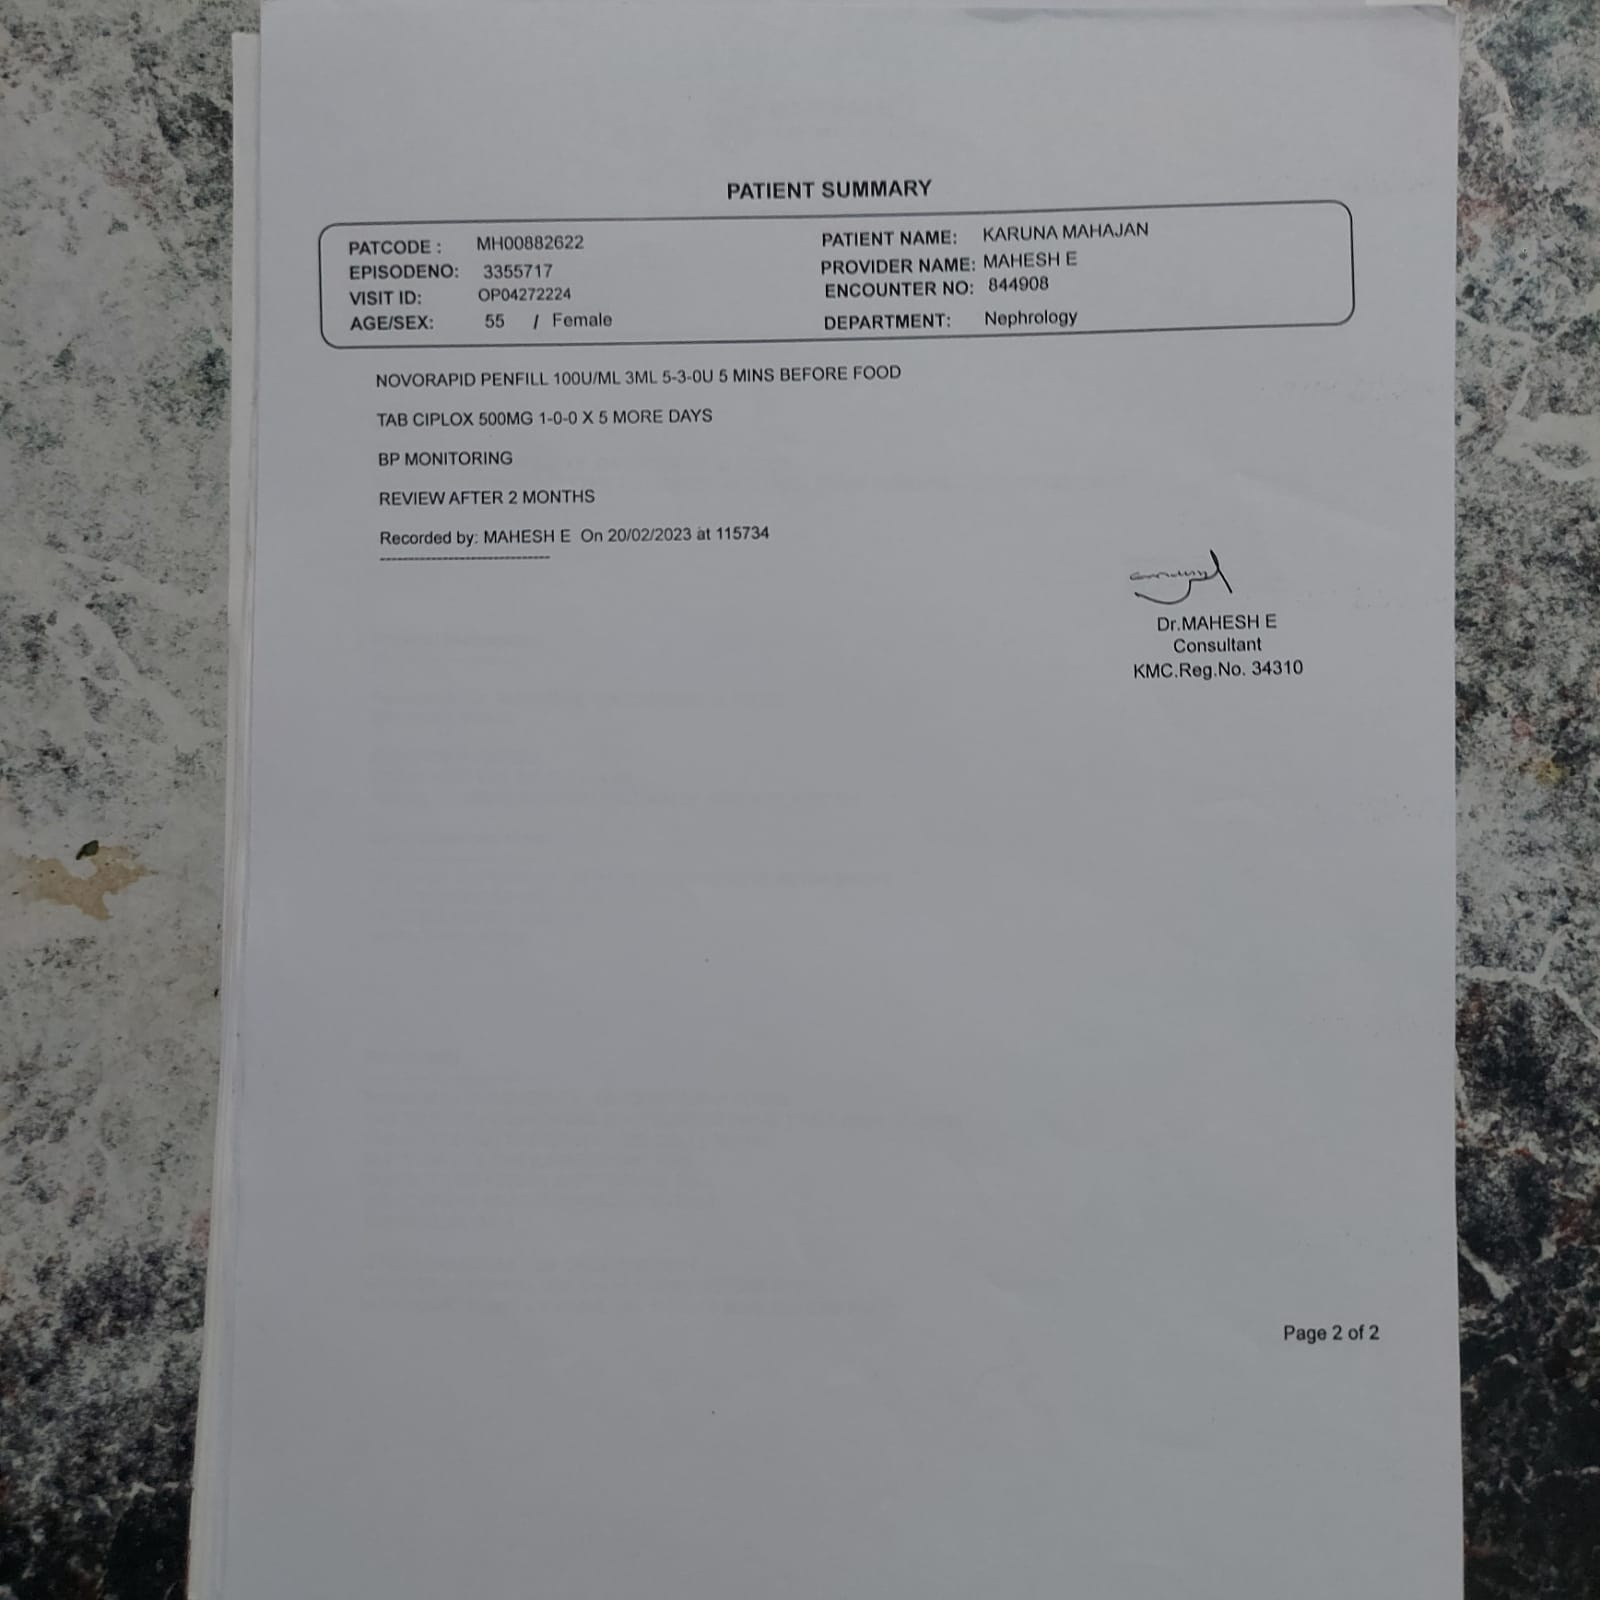 PATIENT SUMMARY
PATCODE : MH00882622 PATIENT NAME: KARUNA MAHAJAN
EPISODENO: 3355717 PROVIDER NAME: MAHESH E
VISIT ID: OP04272224 ENCOUNTER NO: 844908
AGE/SEX: 55 / Female DEPARTMENT: Nephrology
NOVORAPID PENFILL 100U/ML 3ML 5-3-0U 5 MINS BEFORE FOOD
TAB CIPLOX 500MG 1-0-0 X 5 MORE DAYS
BP MONITORING
REVIEW AFTER 2 MONTHS
Recorded by: MAHESH E On 20/02/2023 at 115734
------------------------------
Dr.MAHESH E
Consultant
KMC.Reg.No. 34310
Page 2 of 2